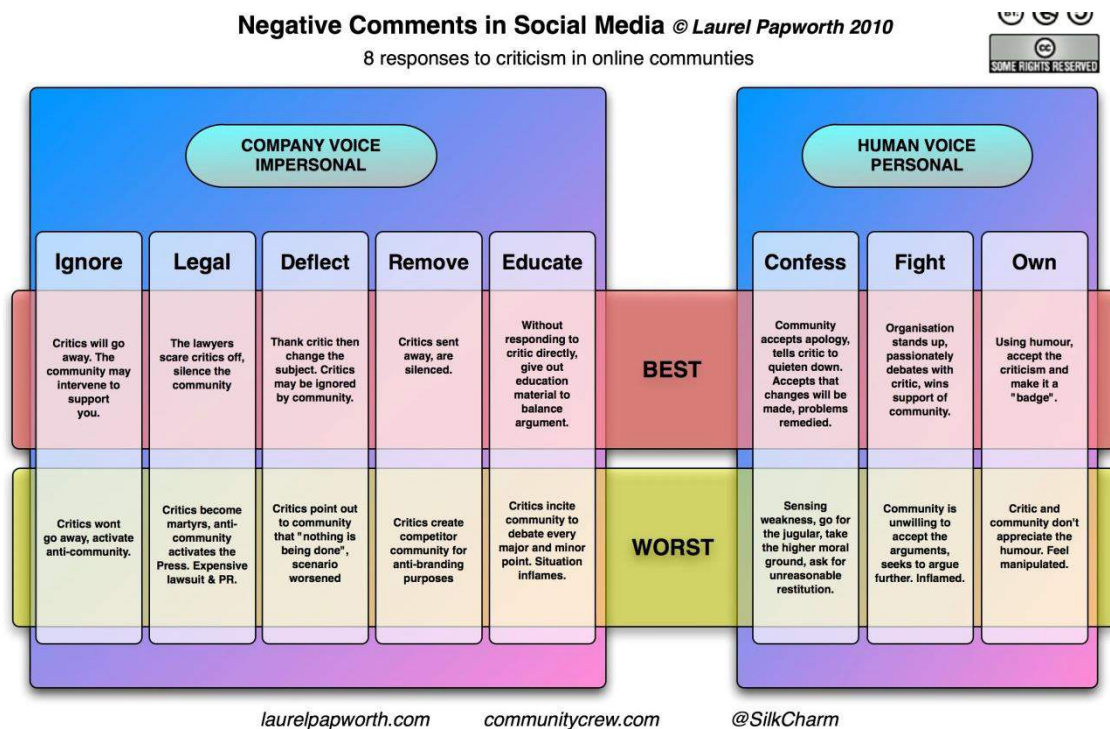 Negative Comments in Social Media © Laurel Papworth 2010
8 responses to criticism in online communties
SOME RIGHTS RESERVED
COMPANY VOICE
IMPERSONAL
HUMAN VOICE
PERSONAL
Ignore
Legal
Deflect
Remove
Educate
Confess
Fight
Own
Critics will go
away. The
community may
intervene to
support
you.
The lawyers
scare critics off,
silence the
community
Thank critic then
change the
subject. Critics
may be ignored
by community.
Critics sent
away, are
silenced.
Without
responding to
critic directly,
give out
education
material to
balance
argument.
BEST
Community
accepts apology,
tells critic to
quieten down.
Accepts that
changes will be
made, problems
remedied.
Organisation
stands up,
passionately
debates with
critic, wins
support of
community.
Using humour,
accept the
criticism and
make it a
"badge".
Critics wont
go away, activate
anti-community.
Critics become
martyrs, anti-
community
activates the
Press. Expensive
lawsuit & PR.
Critics point out
to community
that "nothing is
being done",
scenario
worsened
Critics create
competitor
community for
anti-branding
purposes
Critics incite
community to
debate every
major and minor
point. Situation
inflames.
WORST
Sensing
weakness, go for
the jugular, take
the higher moral
ground, ask for
unreasonable
restitution.
Community is
unwilling to
accept the
arguments,
seeks to argue
further. Inflamed.
Critic and
community don't
appreciate the
humour. Feel
manipulated.
laurelpapworth.com communitycrew.com @SilkCharm